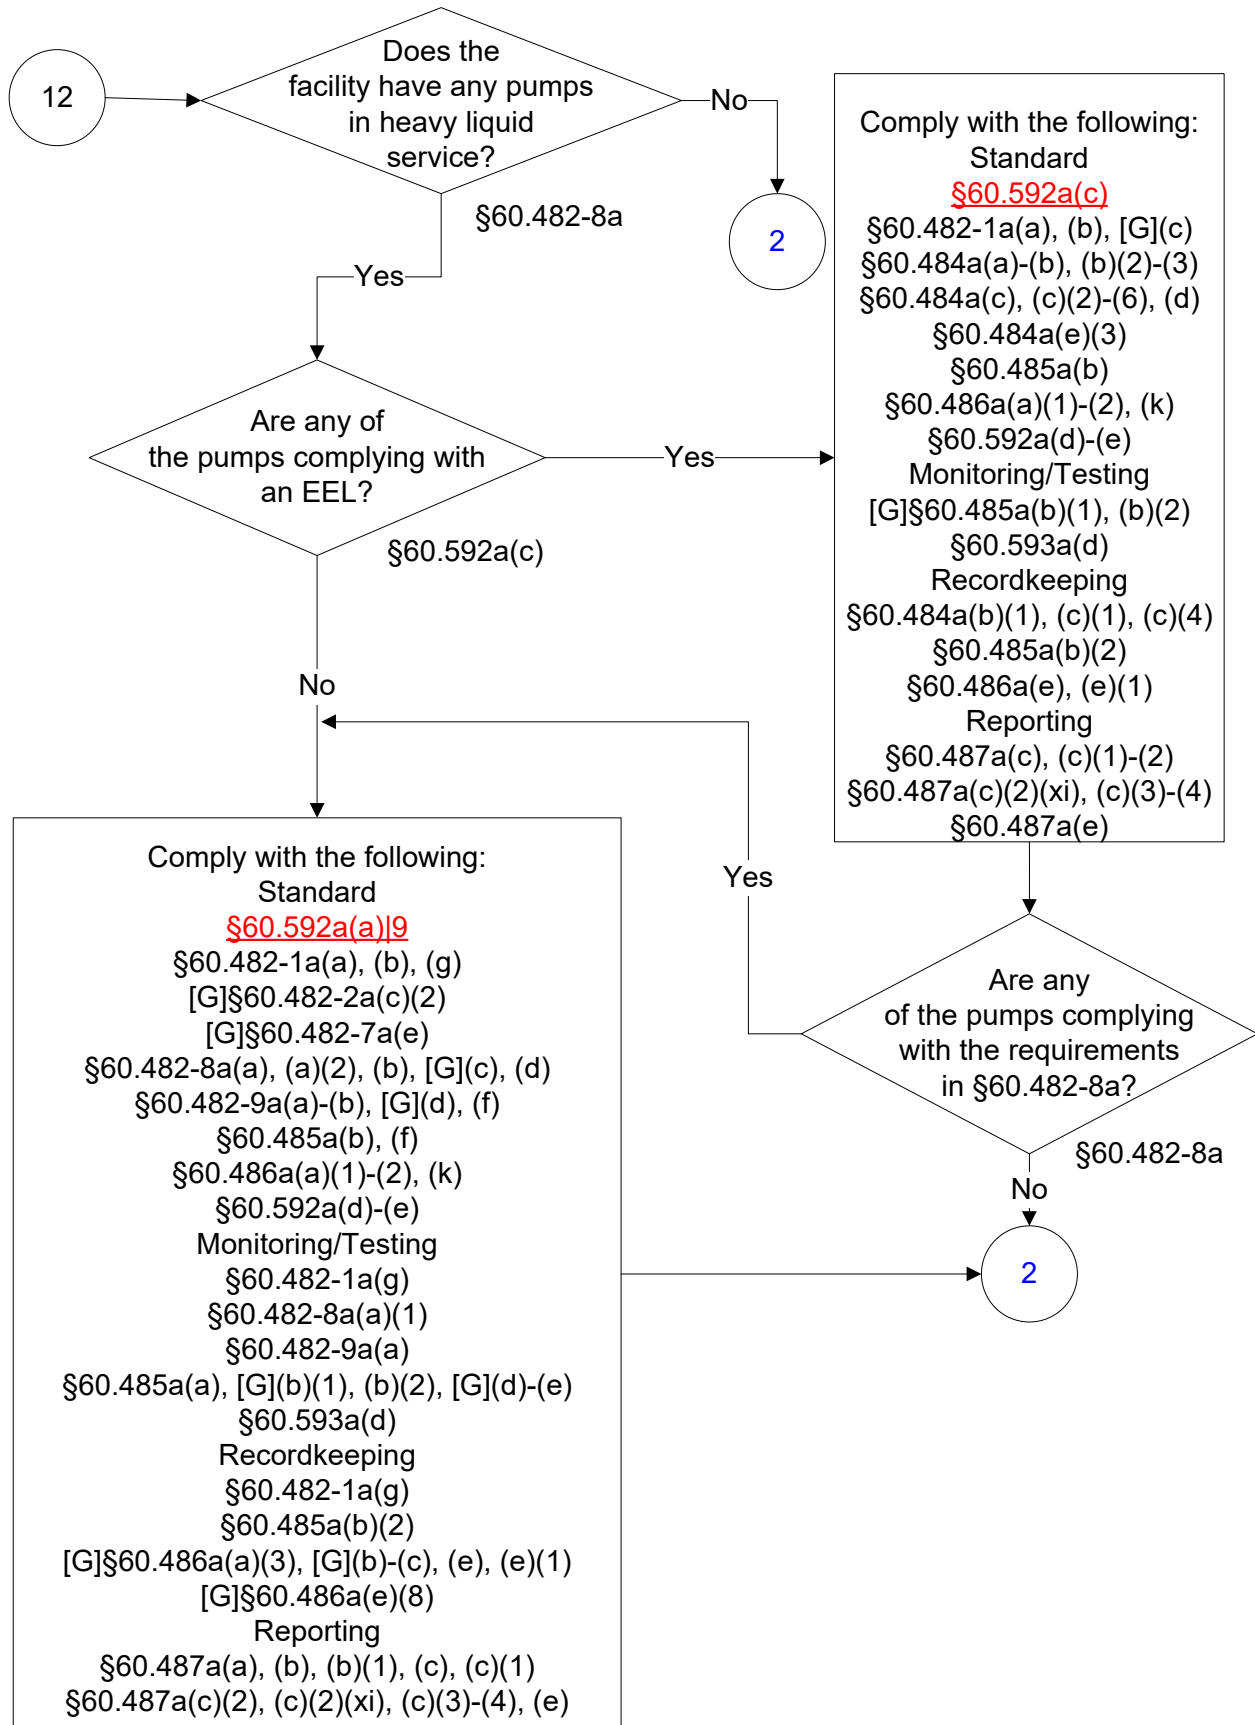 12
Does the
facility have any pumps
in heavy liquid
service?
No
2
§60.482-8a
Yes
Are any of
the pumps complying with
an EEL?
Yes
§60.592a(c)
No
Comply with the following:
Standard
§60.592a(c)
§60.482-1a(a), (b), [G](c)
§60.484a(a)-(b), (b)(2)-(3)
§60.484a(c), (c)(2)-(6), (d)
§60.484a(e)(3)
§60.485a(b)
§60.486a(a)(1)-(2), (k)
§60.592a(d)-(e)
Monitoring/Testing
[G]§60.485a(b)(1), (b)(2)
§60.593a(d)
Recordkeeping
§60.484a(b)(1), (c)(1), (c)(4)
§60.485a(b)(2)
§60.486a(e), (e)(1)
Reporting
§60.487a(c), (c)(1)-(2)
§60.487a(c)(2)(xi), (c)(3)-(4)
§60.487a(e)
Are any
of the pumps complying
with the requirements
in §60.482-8a?
Yes
§60.482-8a
No
2
Comply with the following:
Standard
§60.592a(a)|9
§60.482-1a(a), (b), (g)
[G]§60.482-2a(c)(2)
[G]§60.482-7a(e)
§60.482-8a(a), (a)(2), (b), [G](c), (d)
§60.482-9a(a)-(b), [G](d), (f)
§60.485a(b), (f)
§60.486a(a)(1)-(2), (k)
§60.592a(d)-(e)
Monitoring/Testing
§60.482-1a(g)
§60.482-8a(a)(1)
§60.482-9a(a)
§60.485a(a), [G](b)(1), (b)(2), [G](d)-(e)
§60.593a(d)
Recordkeeping
§60.482-1a(g)
§60.485a(b)(2)
[G]§60.486a(a)(3), [G](b)-(c), (e), (e)(1)
[G]§60.486a(e)(8)
Reporting
§60.487a(a), (b), (b)(1), (c), (c)(1)
§60.487a(c)(2), (c)(2)(xi), (c)(3)-(4), (e)